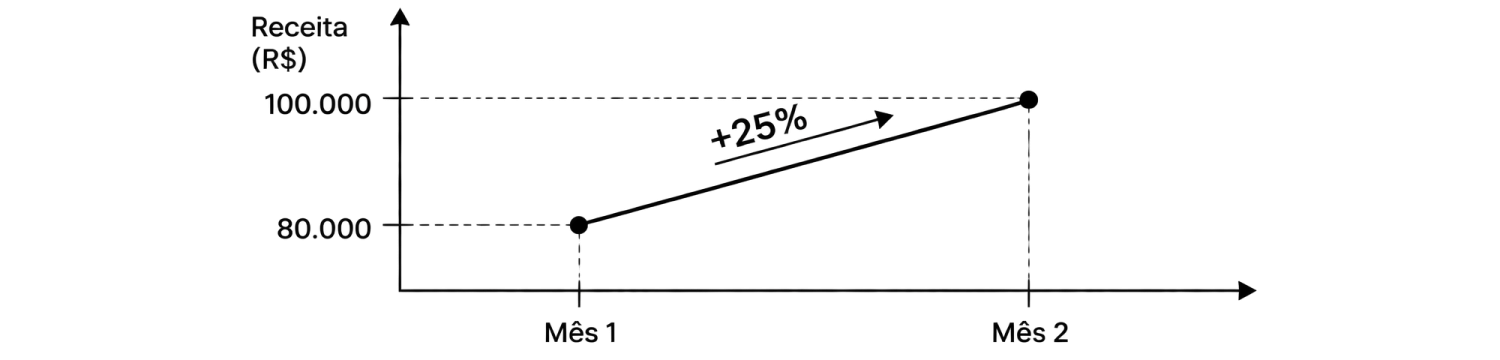 Receita
(R$)
100.000
+25%
80.000
Mês 1
Mês 2